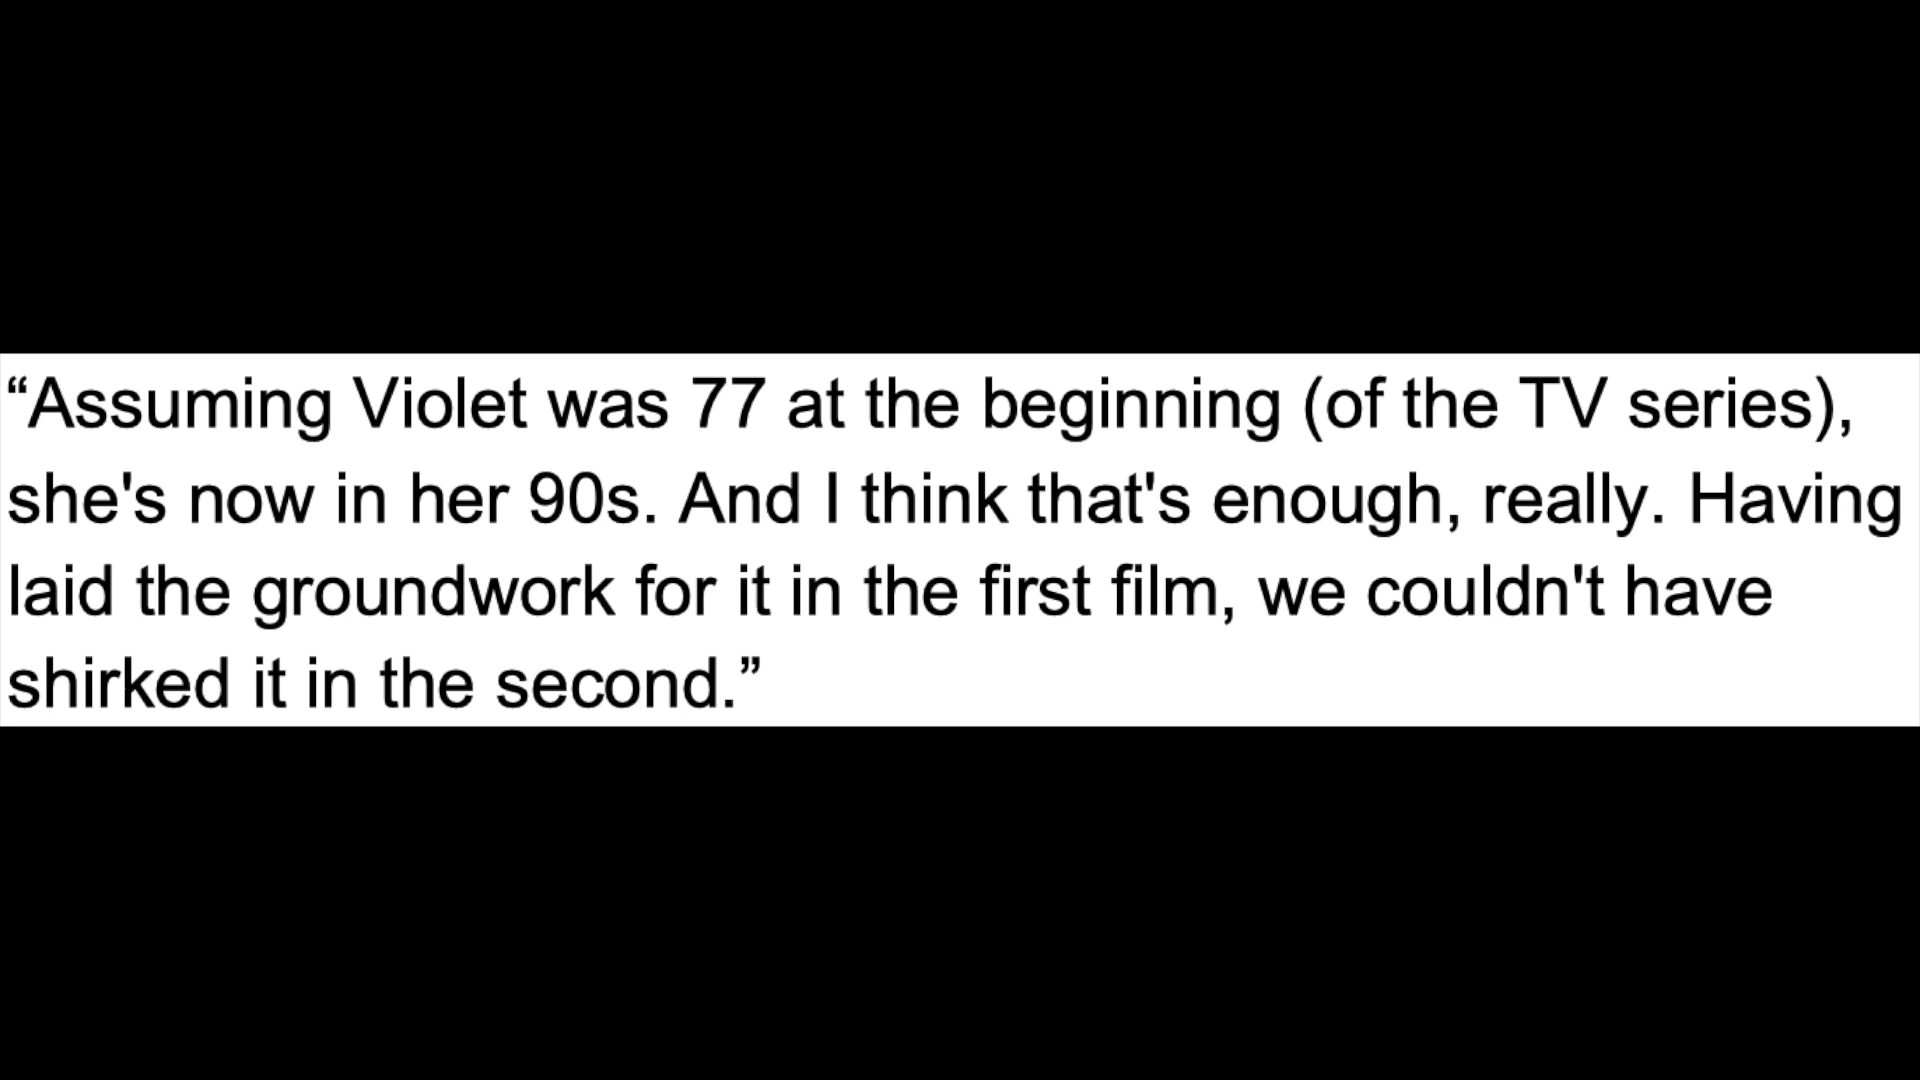 “Assuming Violet was 77 at the beginning (of the TV series),
she's now in her 90s. And I think that's enough, really. Having
laid the groundwork for it in the first film, we couldn't have
shirked it in the second.”